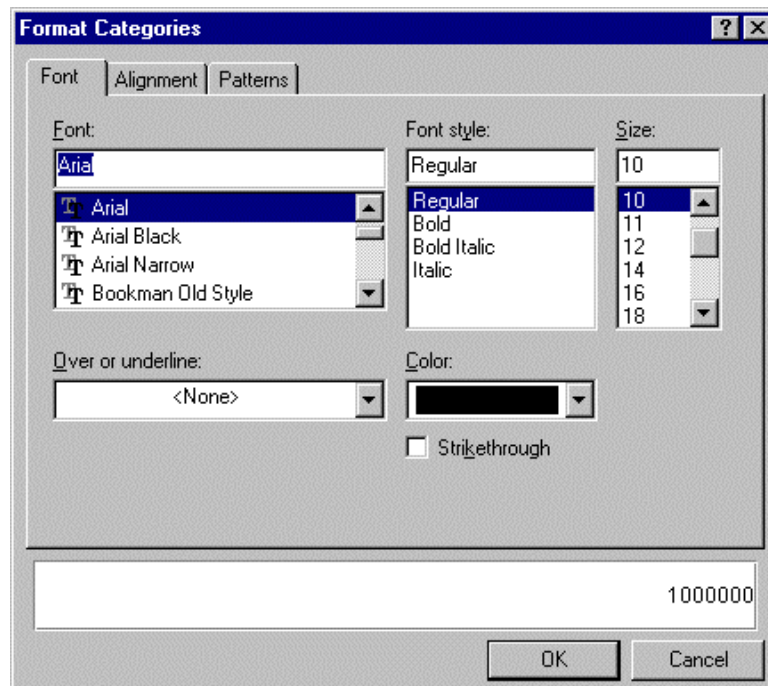 Format Categories
Font Alignment Patterns
Font: Font style: Size:
Arial Regular 10
Arial Regular 10
Arial Black Bold 11
Arial Narrow Bold Italic 12
Bookman Old Style Italic 14
16
18
Over or underline: Color:
<None>
Strikethrough
1000000
OK Cancel